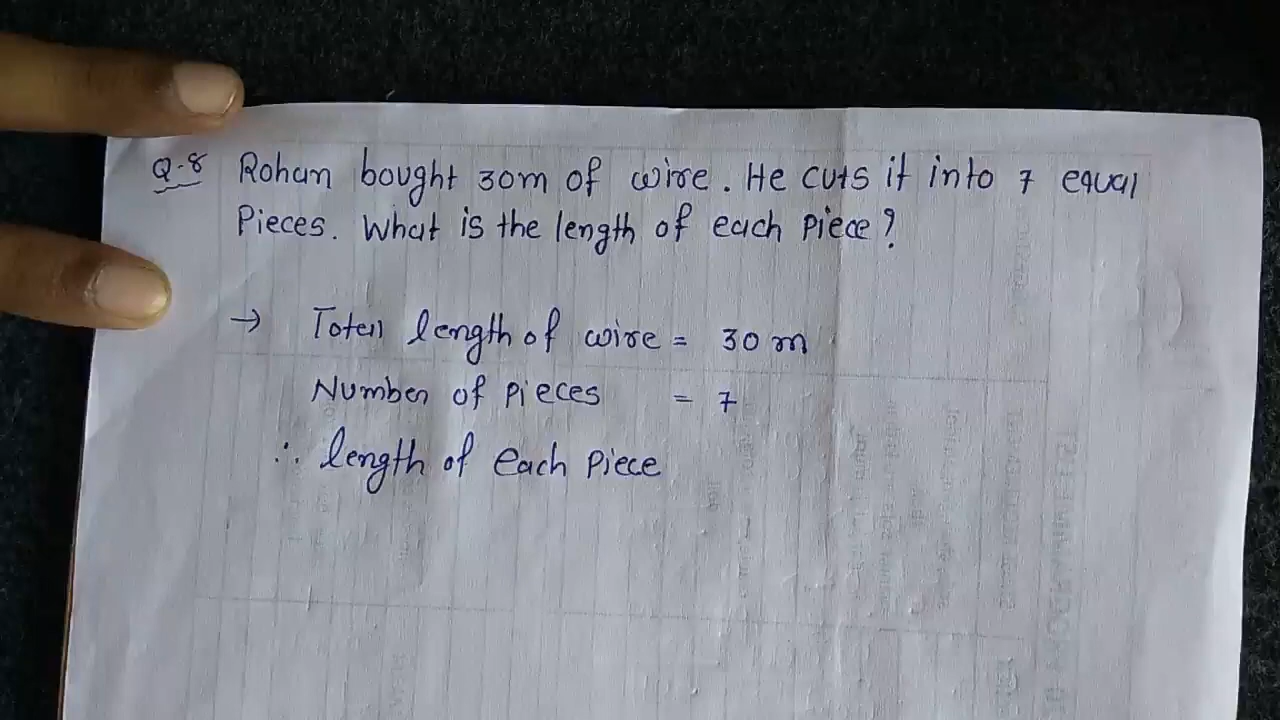 Q-8 Rohan bought 30m of wire. He cuts it into 7 equal
Pieces. What is the length of each piece?
→ Total length of wire = 30 m
Number of Pieces = 7
∴ length of each piece